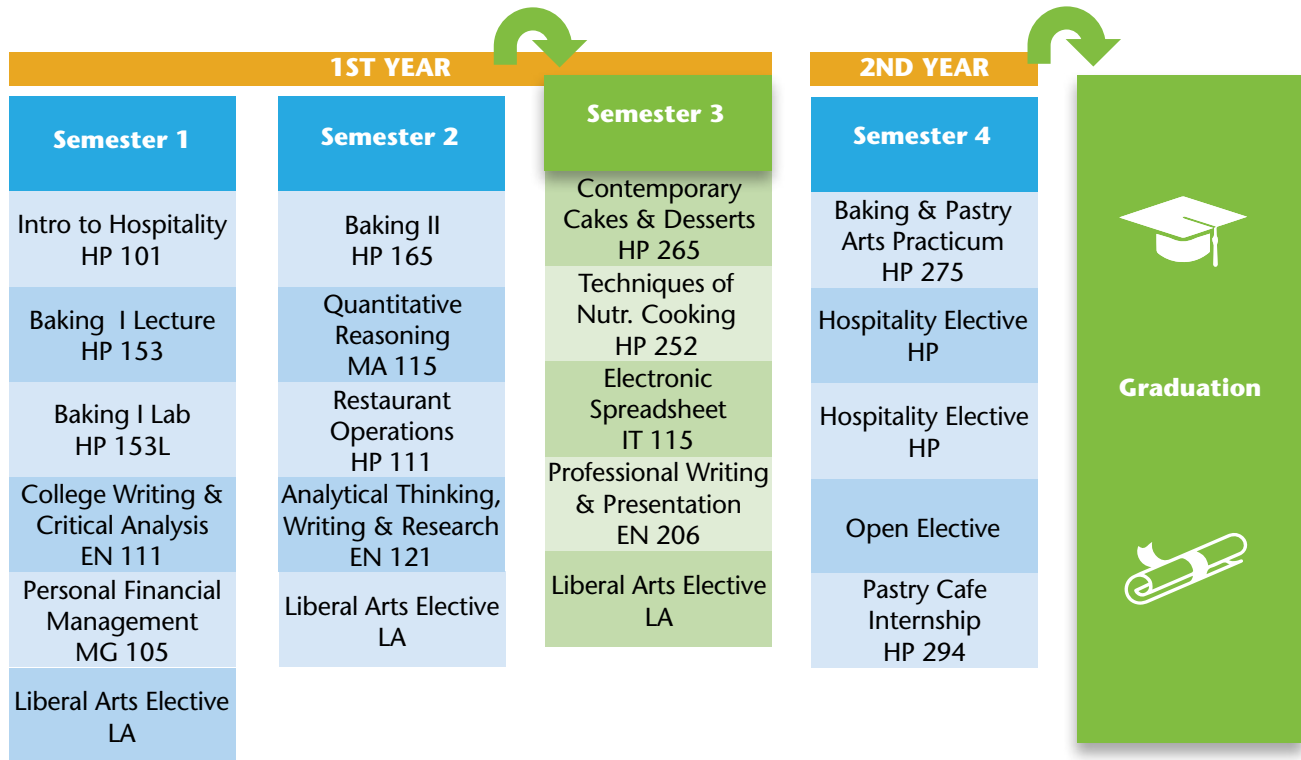 1ST YEAR
2ND YEAR
Semester 1
Intro to Hospitality
HP 101
Baking I Lecture
HP 153
Baking I Lab
HP 153L
College Writing &
Critical Analysis
EN 111
Personal Financial
Management
MG 105
Liberal Arts Elective
LA
Semester 2
Baking II
HP 165
Quantitative
Reasoning
MA 115
Restaurant
Operations
HP 111
Analytical Thinking,
Writing & Research
EN 121
Liberal Arts Elective
LA
Semester 3
Contemporary
Cakes & Desserts
HP 265
Techniques of
Nutr. Cooking
HP 252
Electronic
Spreadsheet
IT 115
Professional Writing
& Presentation
EN 206
Liberal Arts Elective
LA
Semester 4
Baking & Pastry
Arts Practicum
HP 275
Hospitality Elective
HP
Hospitality Elective
HP
Open Elective
Pastry Cafe
Internship
HP 294
Graduation